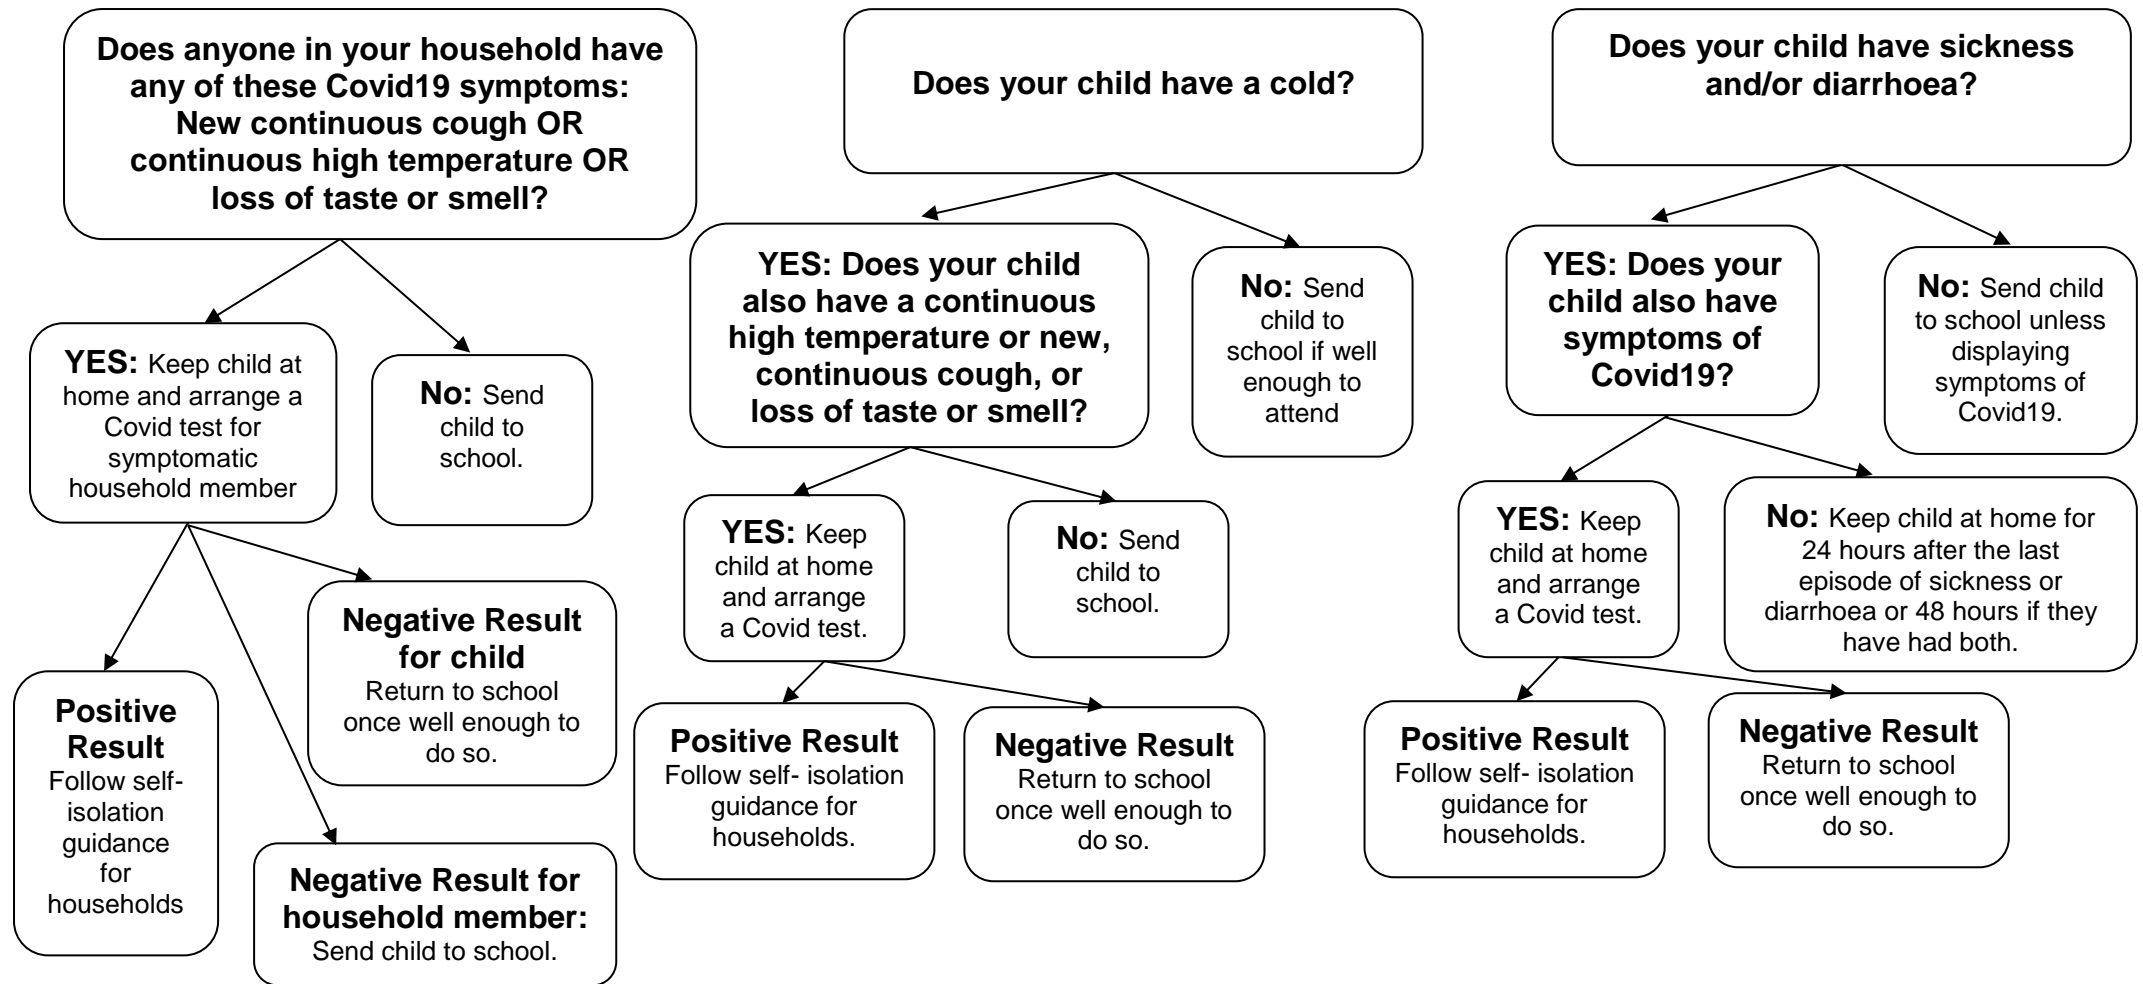 Does anyone in your household have
any of these Covid19 symptoms:
New continuous cough OR
continuous high temperature OR
loss of taste or smell?
YES: Keep child at
home and arrange a
Covid test for
symptomatic
household member
No: Send
child to
school.
Positive
Result
Follow self-
isolation
guidance
for
households
Negative Result
for child
Return to school
once well enough to
do so.
Negative Result for
household member:
Send child to school.
Does your child have a cold?
YES: Does your child
also have a continuous
high temperature or new,
continuous cough, or
loss of taste or smell?
No: Send
child to
school if well
enough to
attend
YES: Keep
child at home
and arrange
a Covid test.
No: Send
child to
school.
Positive Result
Follow self- isolation
guidance for
households.
Negative Result
Return to school
once well enough to
do so.
Does your child have sickness
and/or diarrhoea?
YES: Does your
child also have
symptoms of
Covid19?
No: Send child
to school unless
displaying
symptoms of
Covid19.
YES: Keep
child at home
and arrange
a Covid test.
No: Keep child at home for
24 hours after the last
episode of sickness or
diarrhoea or 48 hours if they
have had both.
Positive Result
Follow self- isolation
guidance for
households.
Negative Result
Return to school
once well enough to
do so.